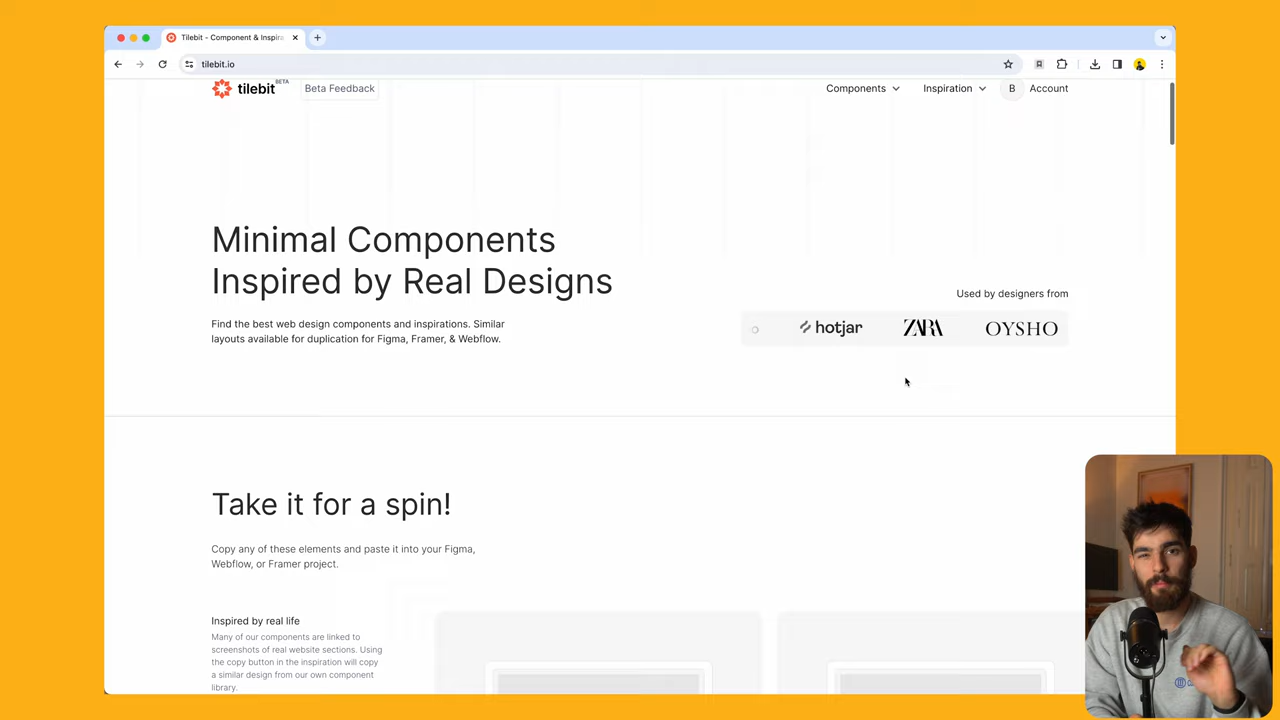 Tilebit - Component & Inspira
tilebit.io
tilebit BETA
Beta Feedback
Components
Inspiration
B
Account
Minimal Components
Inspired by Real Designs
Find the best web design components and inspirations. Similar
layouts available for duplication for Figma, Framer, & Webflow.
Used by designers from
hotjar
ZARA
OYSHO
Take it for a spin!
Copy any of these elements and paste it into your Figma,
Webflow, or Framer project.
Inspired by real life
Many of our components are linked to
screenshots of real website sections. Using
the copy button in the inspiration will copy
a similar design from our own component
library.